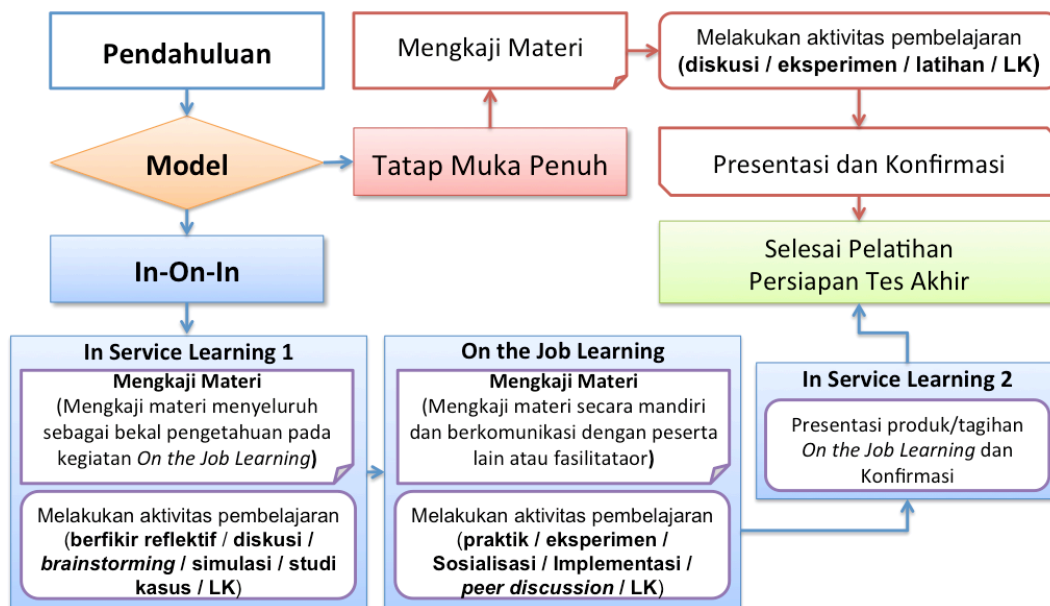 Pendahuluan
Model
Tatap Muka Penuh
Mengkaji Materi
Melakukan aktivitas pembelajaran
(diskusi / eksperimen / latihan / LK)
Presentasi dan Konfirmasi
Selesai Pelatihan
Persiapan Tes Akhir
In-On-In
In Service Learning 1
Mengkaji Materi
(Mengkaji materi menyeluruh
sebagai bekal pengetahuan pada
kegiatan On the Job Learning)
Melakukan aktivitas pembelajaran
(berfikir reflektif / diskusi /
brainstorming / simulasi / studi
kasus / LK)
On the Job Learning
Mengkaji Materi
(Mengkaji materi secara mandiri
dan berkomunikasi dengan peserta
lain atau fasilitataor)
Melakukan aktivitas pembelajaran
(praktik / eksperimen /
Sosialisasi / Implementasi /
peer discussion / LK)
In Service Learning 2
Presentasi produk/tagihan
On the Job Learning dan
Konfirmasi